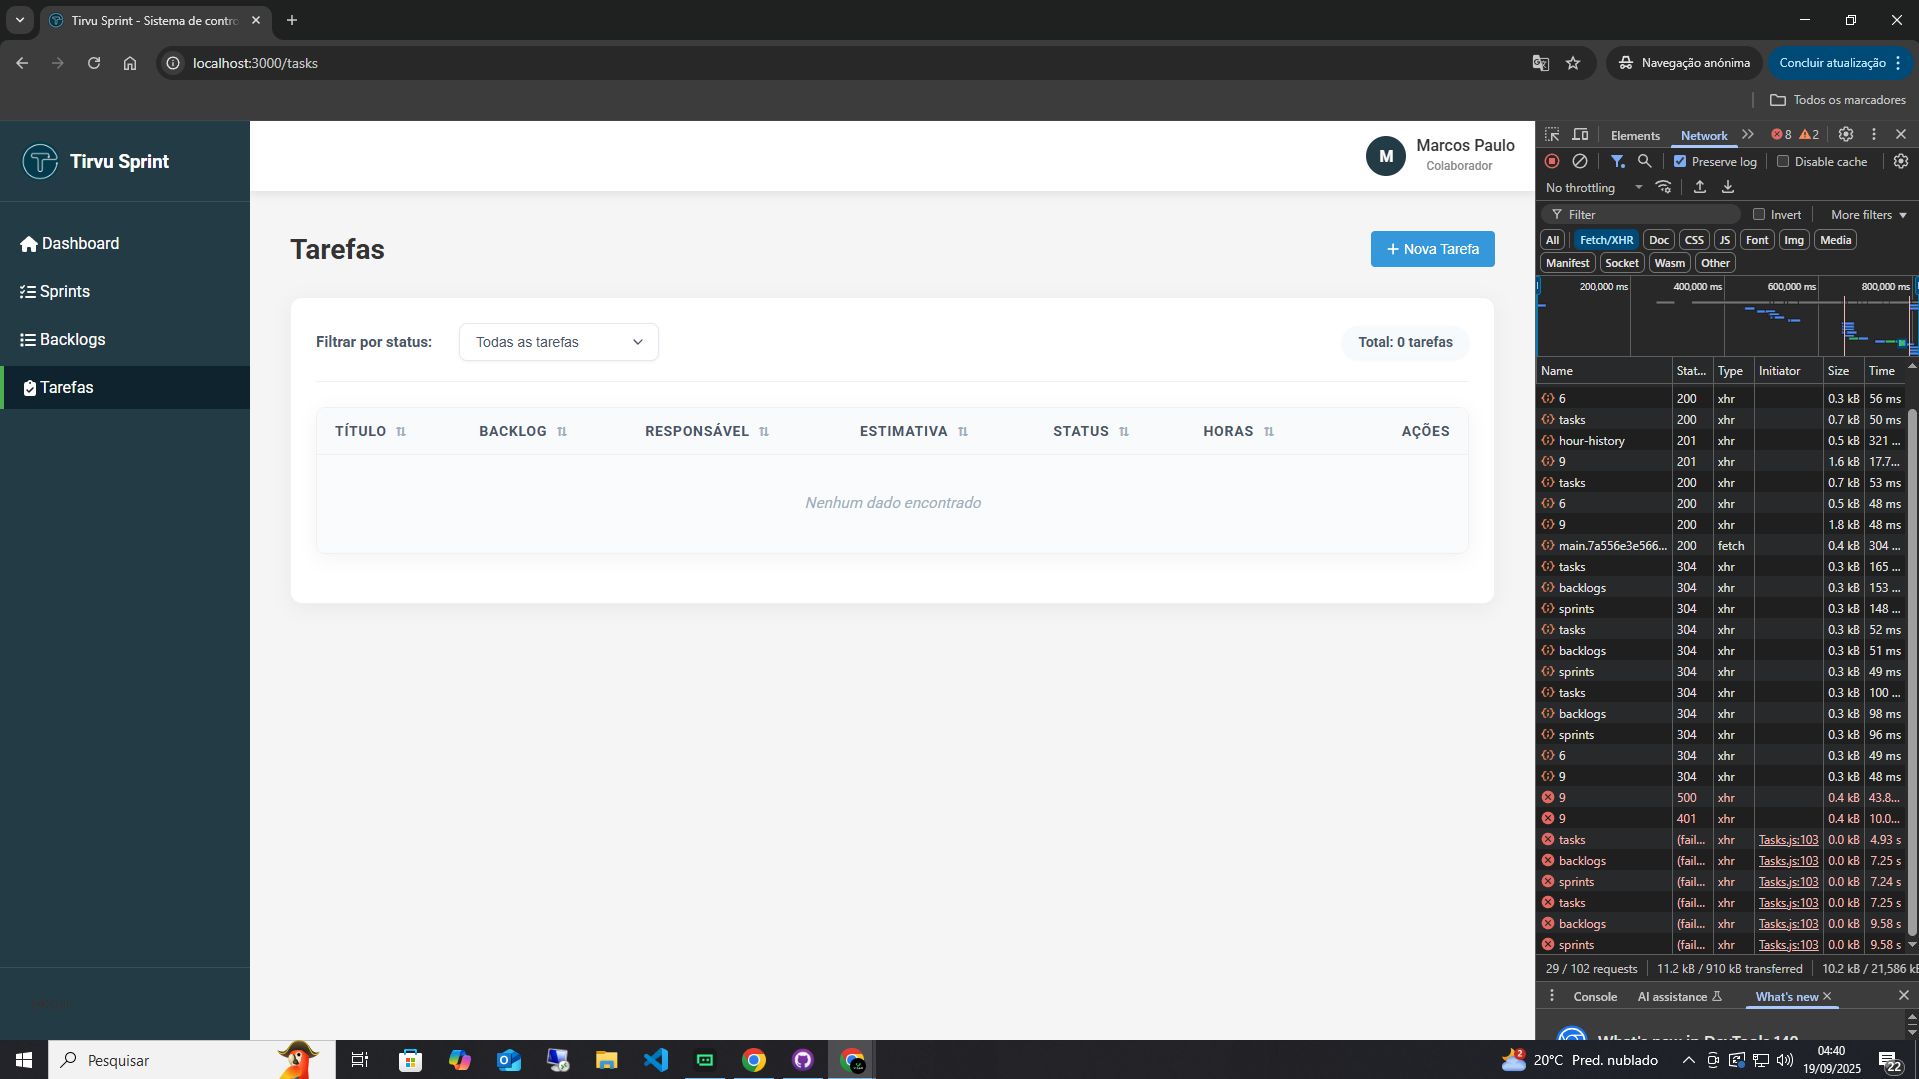 Tirvu Sprint - Sistema de contro
localhost:3000/tasks
Navegação anónima
Concluir atualização
Todos os marcadores
Tirvu Sprint
Dashboard
Sprints
Backlogs
Tarefas
M
Marcos Paulo
Colaborador
Tarefas
+ Nova Tarefa
Filtrar por status:
Todas as tarefas
Total: 0 tarefas
TÍTULO BACKLOG RESPONSÁVEL ESTIMATIVA STATUS HORAS AÇÕES
Nenhum dado encontrado
Elements Network 8 2
Preserve log Disable cache
No throttling
Filter Invert More filters
All Fetch/XHR Doc CSS JS Font Img Media
Manifest Socket Wasm Other
200,000 ms 400,000 ms 600,000 ms 800,000 ms
Name Stat... Type Initiator Size Time
6 200 xhr 0.3 kB 56 ms
tasks 200 xhr 0.7 kB 50 ms
hour-history 201 xhr 0.5 kB 321 ...
9 201 xhr 1.6 kB 17.7...
tasks 200 xhr 0.7 kB 53 ms
6 200 xhr 0.5 kB 48 ms
9 200 xhr 1.8 kB 48 ms
main.7a556e3e566... 200 fetch 0.4 kB 304 ...
tasks 304 xhr 0.3 kB 165 ...
backlogs 304 xhr 0.3 kB 153 ...
sprints 304 xhr 0.3 kB 148 ...
tasks 304 xhr 0.3 kB 52 ms
backlogs 304 xhr 0.3 kB 51 ms
sprints 304 xhr 0.3 kB 49 ms
tasks 304 xhr 0.3 kB 100 ...
backlogs 304 xhr 0.3 kB 98 ms
sprints 304 xhr 0.3 kB 96 ms
6 304 xhr 0.3 kB 49 ms
9 304 xhr 0.3 kB 48 ms
9 500 xhr 0.4 kB 43.8...
9 401 xhr 0.4 kB 10.0...
tasks (fail... xhr Tasks.js:103 0.0 kB 4.93 s
backlogs (fail... xhr Tasks.js:103 0.0 kB 7.25 s
sprints (fail... xhr Tasks.js:103 0.0 kB 7.24 s
tasks (fail... xhr Tasks.js:103 0.0 kB 7.25 s
backlogs (fail... xhr Tasks.js:103 0.0 kB 9.58 s
sprints (fail... xhr Tasks.js:103 0.0 kB 9.58 s
29 / 102 requests 11.2 kB / 910 kB transferred 10.2 kB / 21,586 kB
Console AI assistance What's new
What's new in DevTools 140
Pesquisar
2
20°C Pred. nublado
04:40
19/09/2025
22